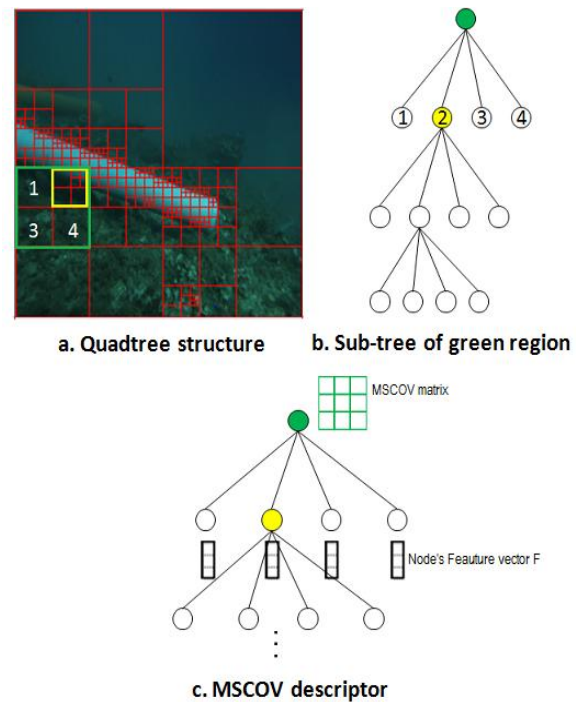 1
3 4
a. Quadtree structure
1 2 3 4
b. Sub-tree of green region
MSCOV matrix
Node's Feauture vector F
c. MSCOV descriptor